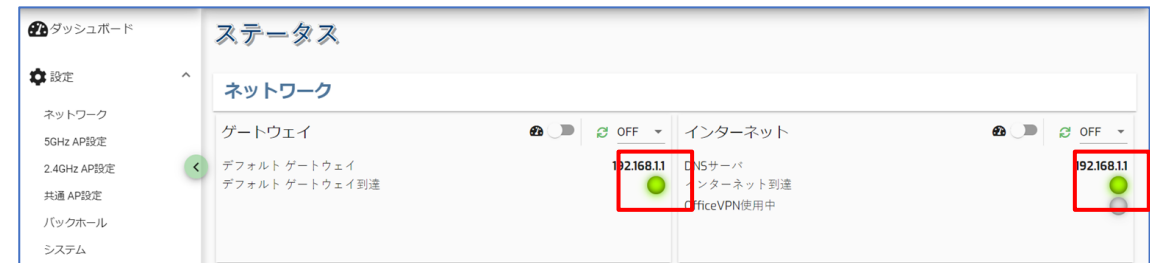 ダッシュボード
設定
ネットワーク
5GHz AP設定
2.4GHz AP設定
共通 AP設定
バックホール
システム
ステータス
ネットワーク
ゲートウェイ OFF
デフォルト ゲートウェイ 192.168.1.1
デフォルト ゲートウェイ到達
インターネット OFF
DNSサーバ 192.168.1.1
インターネット到達
OfficeVPN使用中